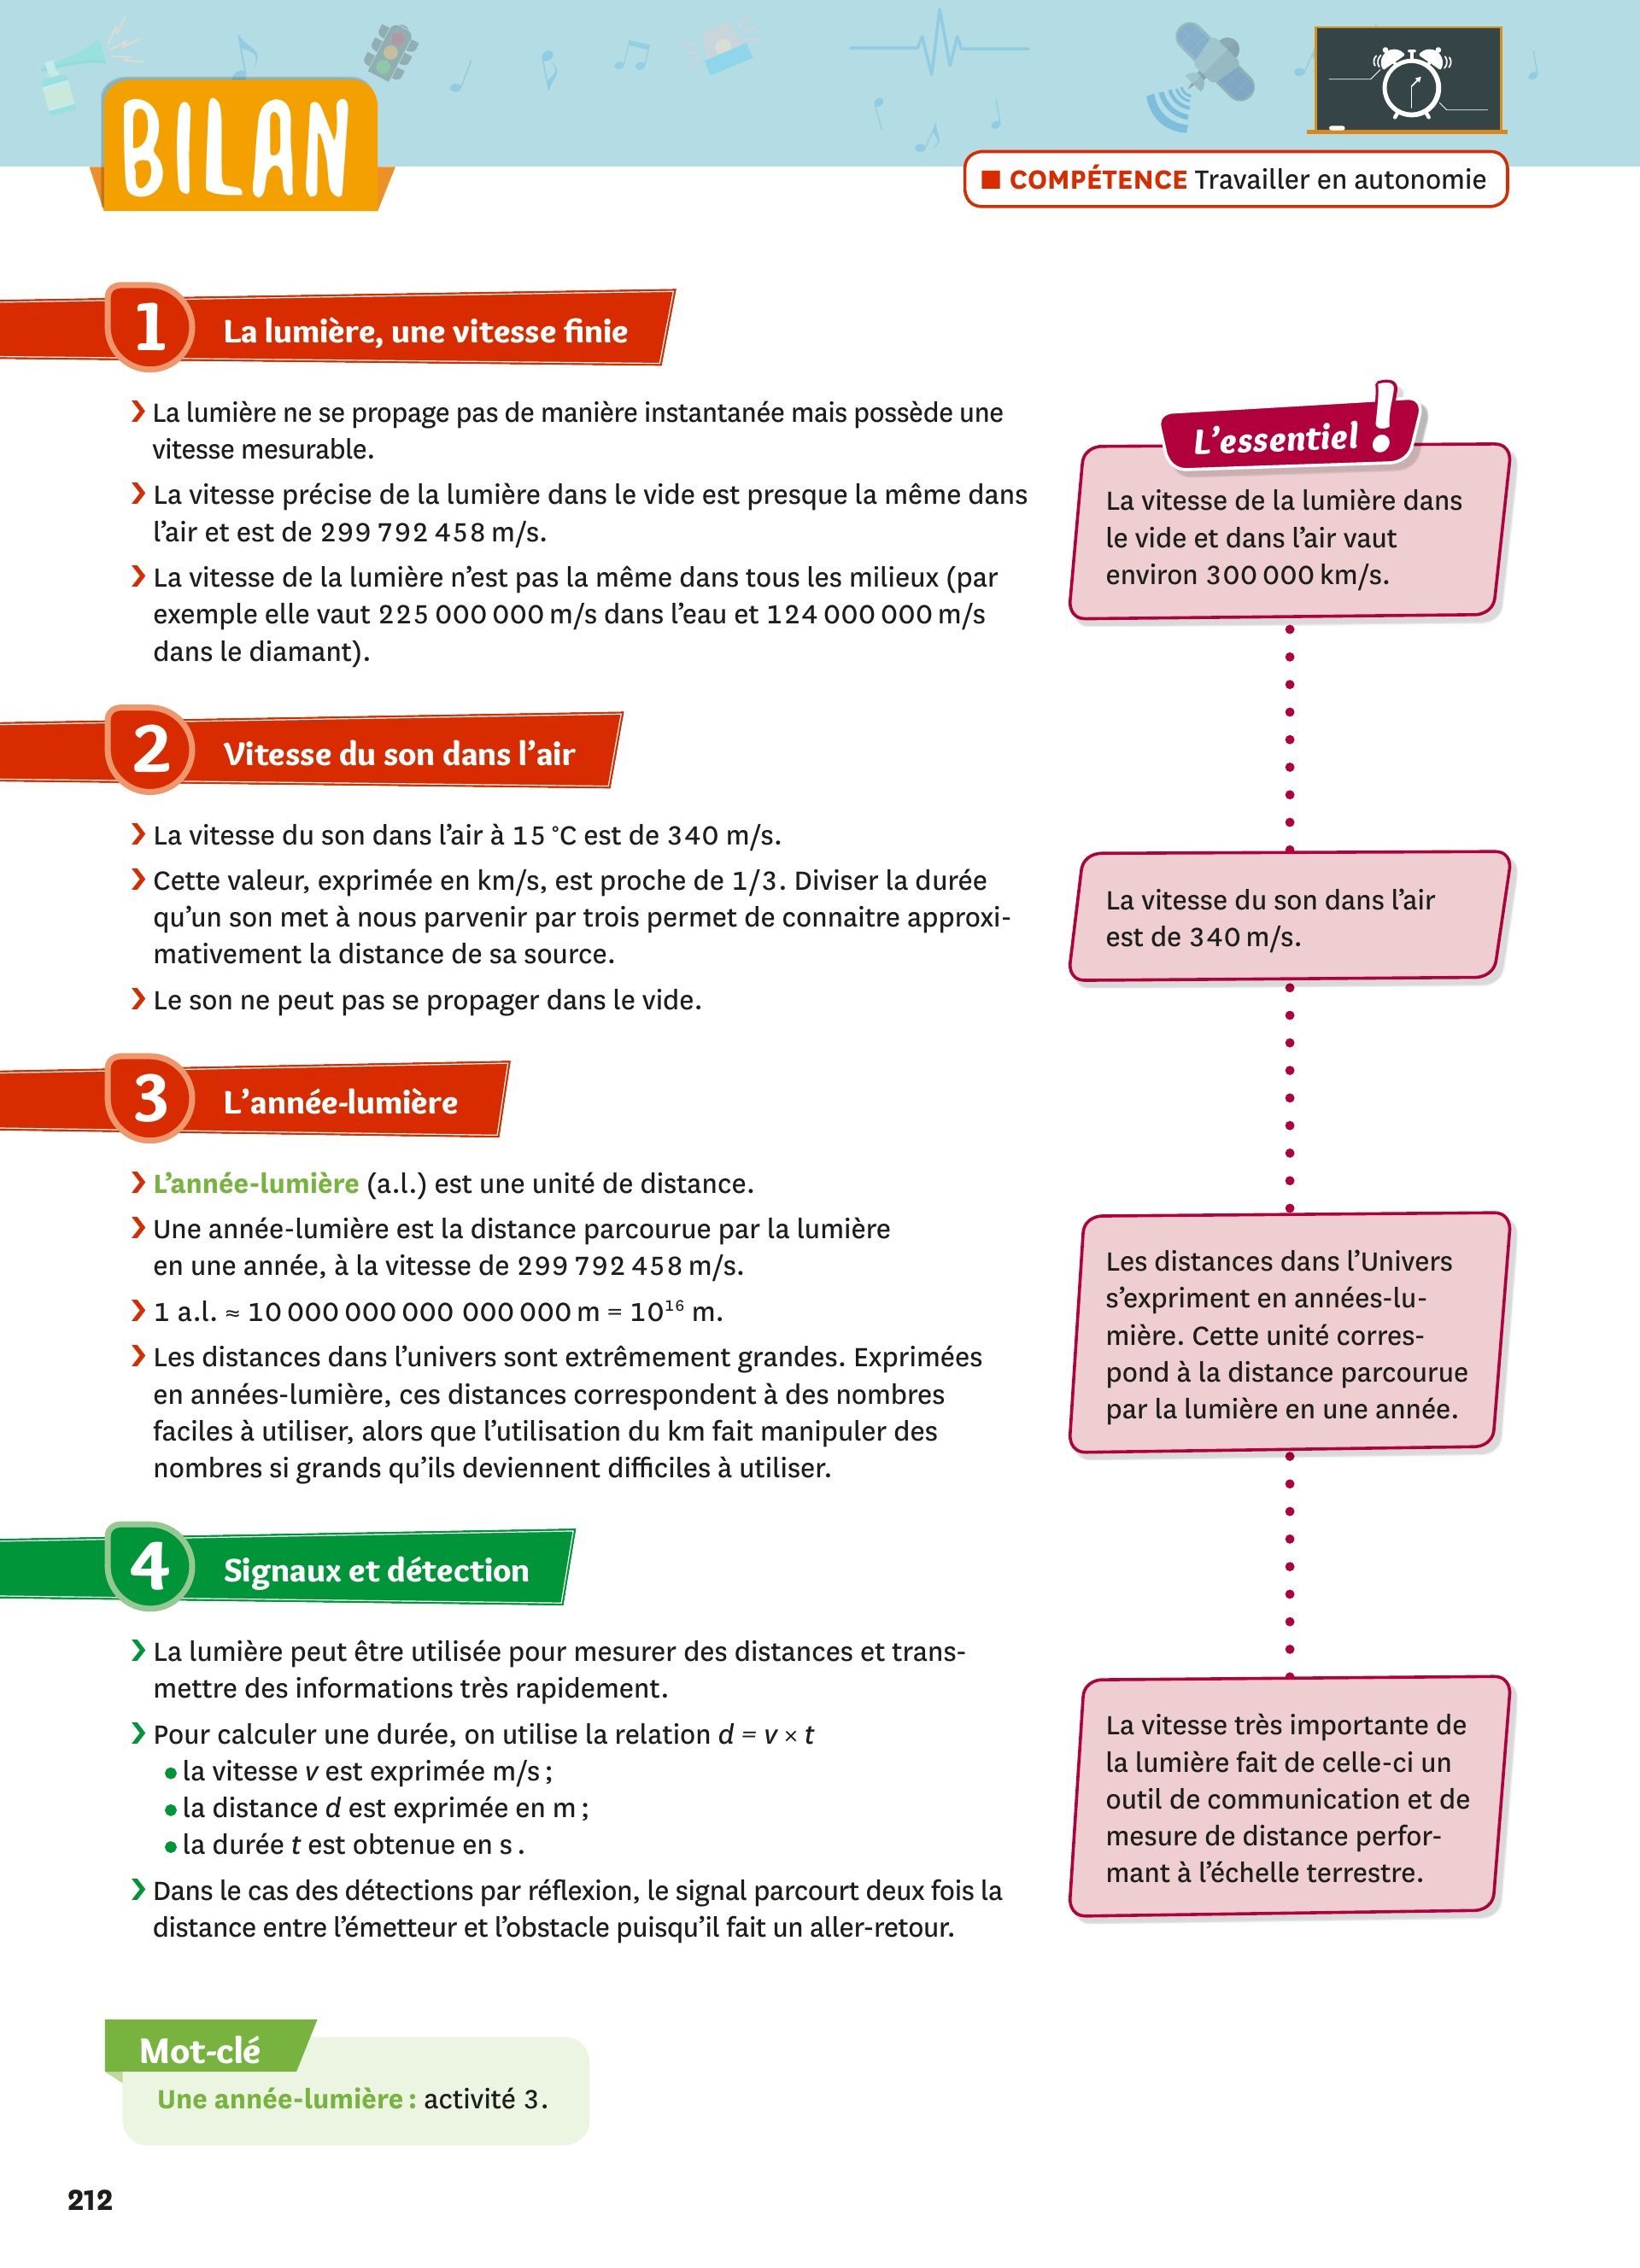 BILAN
■ COMPÉTENCE Travailler en autonomie
1 La lumière, une vitesse finie
❯ La lumière ne se propage pas de manière instantanée mais possède une
vitesse mesurable.
❯ La vitesse précise de la lumière dans le vide est presque la même dans
l’air et est de 299 792 458 m/s.
❯ La vitesse de la lumière n’est pas la même dans tous les milieux (par
exemple elle vaut 225 000 000 m/s dans l’eau et 124 000 000 m/s
dans le diamant).
L’essentiel !
La vitesse de la lumière dans
le vide et dans l’air vaut
environ 300 000 km/s.
2 Vitesse du son dans l’air
❯ La vitesse du son dans l’air à 15 °C est de 340 m/s.
❯ Cette valeur, exprimée en km/s, est proche de 1/3. Diviser la durée
qu’un son met à nous parvenir par trois permet de connaitre approxi-
mativement la distance de sa source.
❯ Le son ne peut pas se propager dans le vide.
La vitesse du son dans l’air
est de 340 m/s.
3 L’année-lumière
❯ L’année-lumière (a.l.) est une unité de distance.
❯ Une année-lumière est la distance parcourue par la lumière
en une année, à la vitesse de 299 792 458 m/s.
❯ 1 a.l. ≈ 10 000 000 000 000 000 m = 10¹⁶ m.
❯ Les distances dans l’univers sont extrêmement grandes. Exprimées
en années-lumière, ces distances correspondent à des nombres
faciles à utiliser, alors que l’utilisation du km fait manipuler des
nombres si grands qu’ils deviennent difficiles à utiliser.
Les distances dans l’Univers
s’expriment en années-lu-
mière. Cette unité corres-
pond à la distance parcourue
par la lumière en une année.
4 Signaux et détection
❯ La lumière peut être utilisée pour mesurer des distances et trans-
mettre des informations très rapidement.
❯ Pour calculer une durée, on utilise la relation d = v × t
● la vitesse v est exprimée m/s ;
● la distance d est exprimée en m ;
● la durée t est obtenue en s .
❯ Dans le cas des détections par réflexion, le signal parcourt deux fois la
distance entre l’émetteur et l’obstacle puisqu’il fait un aller-retour.
La vitesse très importante de
la lumière fait de celle-ci un
outil de communication et de
mesure de distance perfor-
mant à l’échelle terrestre.
Mot-clé
Une année-lumière : activité 3.
212